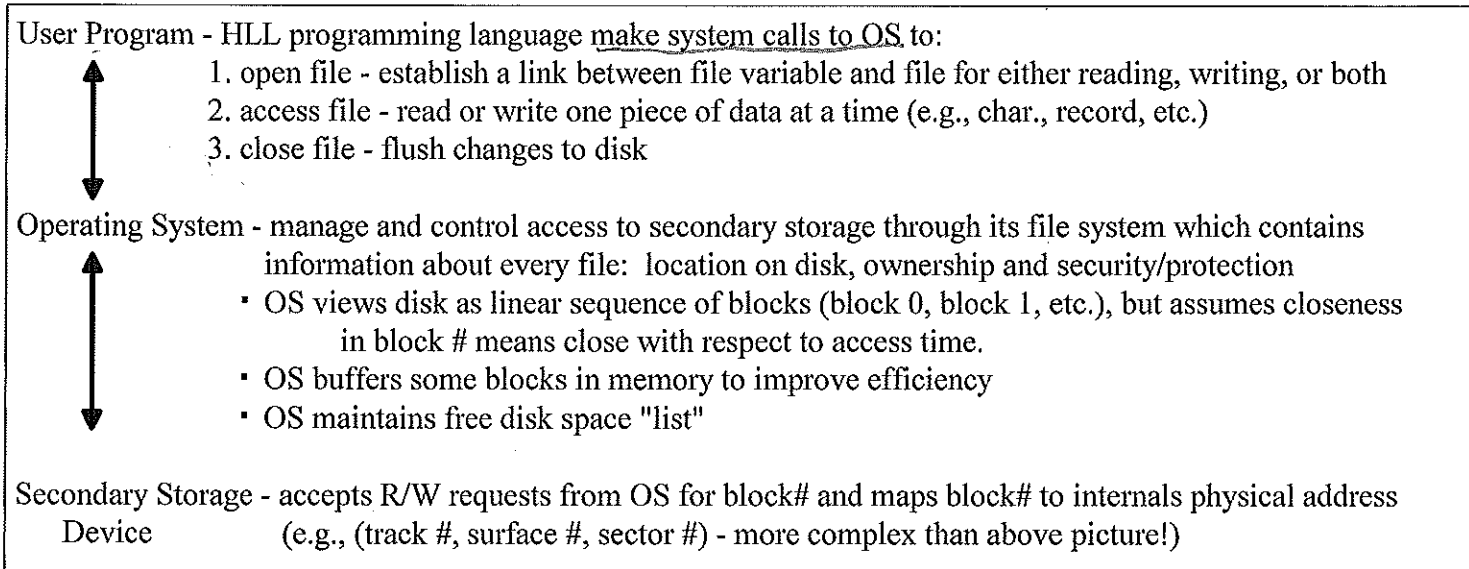 User Program - HLL programming language make system calls to OS to:
1. open file - establish a link between file variable and file for either reading, writing, or both
2. access file - read or write one piece of data at a time (e.g., char., record, etc.)
3. close file - flush changes to disk
Operating System - manage and control access to secondary storage through its file system which contains
information about every file: location on disk, ownership and security/protection
▪ OS views disk as linear sequence of blocks (block 0, block 1, etc.), but assumes closeness
in block # means close with respect to access time.
▪ OS buffers some blocks in memory to improve efficiency
▪ OS maintains free disk space "list"
Secondary Storage - accepts R/W requests from OS for block# and maps block# to internals physical address
Device (e.g., (track #, surface #, sector #) - more complex than above picture!)